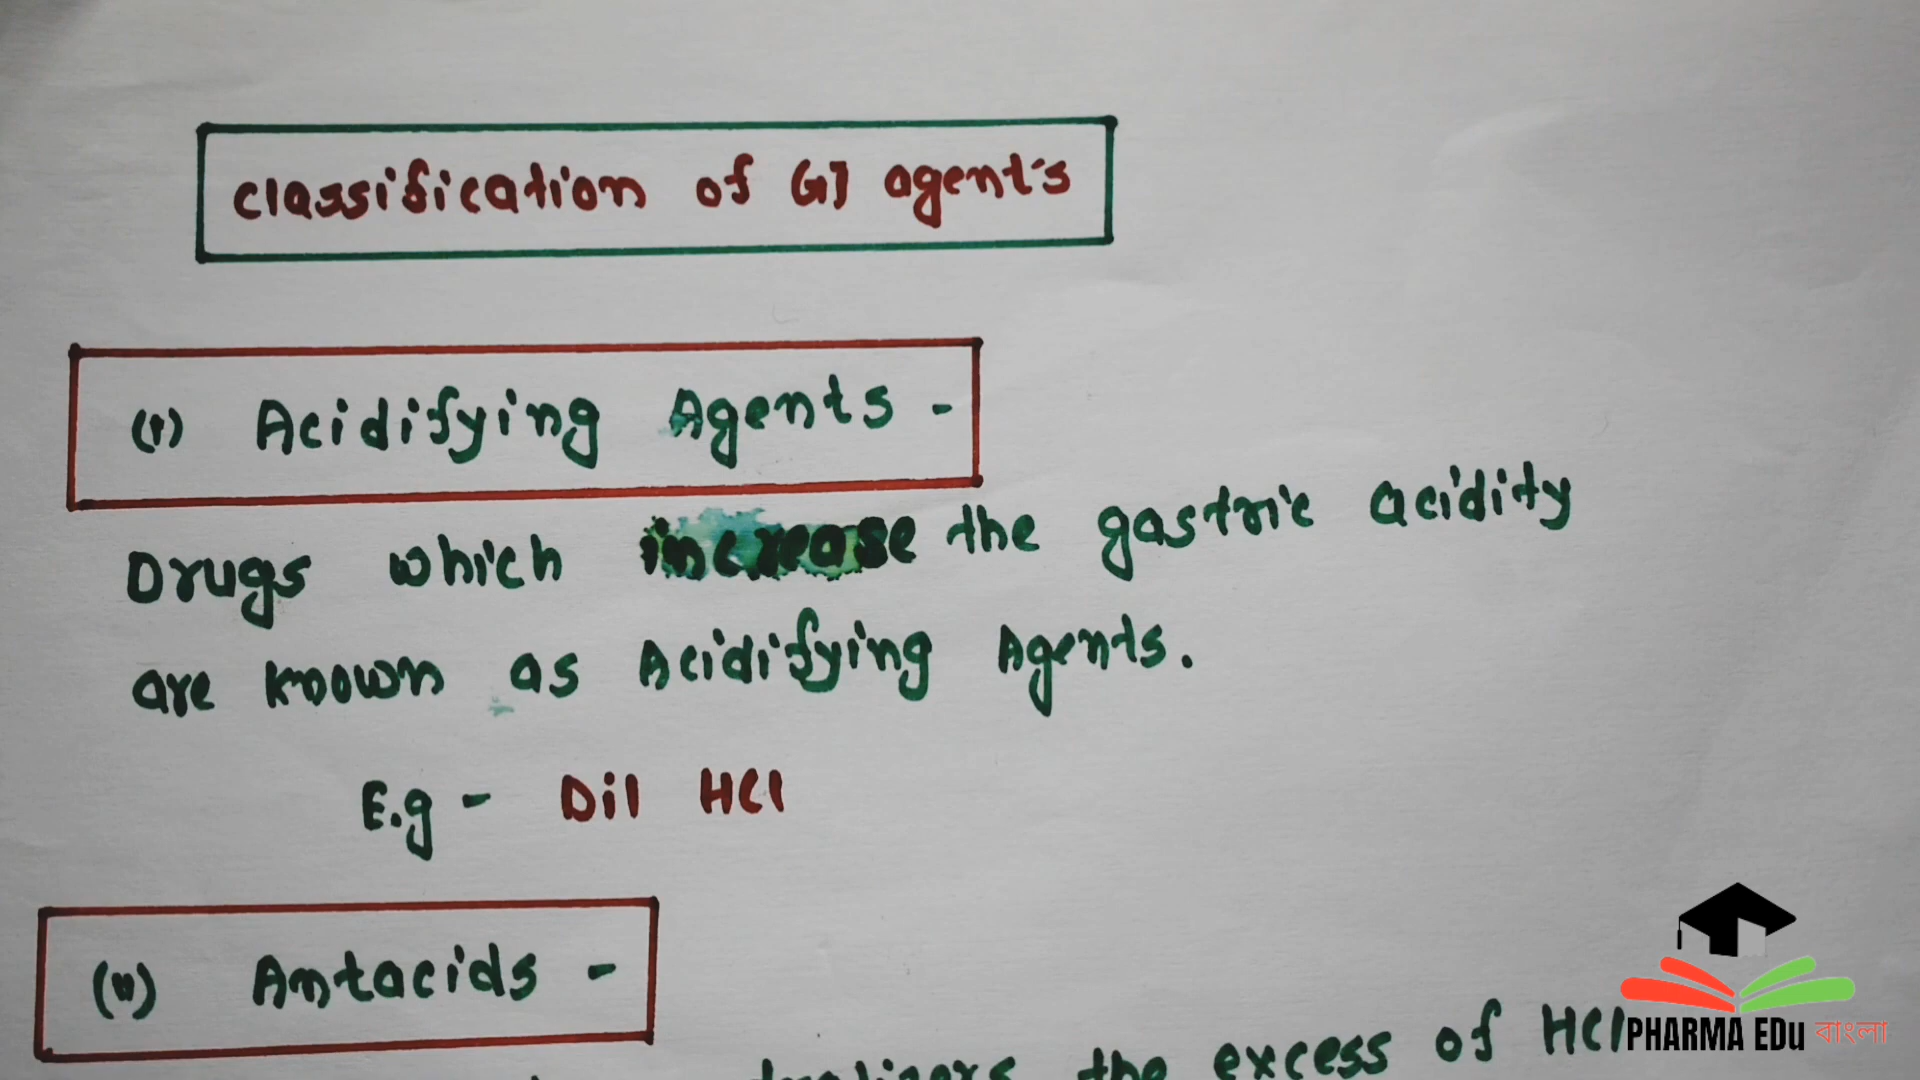 Classification of GI agents
(I) Acidifying Agents -
Drugs which increase the gastric acidity
are known as Acidifying Agents.
E.g - Dil HCl
(II) Antacids -
the excess of HCl
PHARMA EDu বাংলা